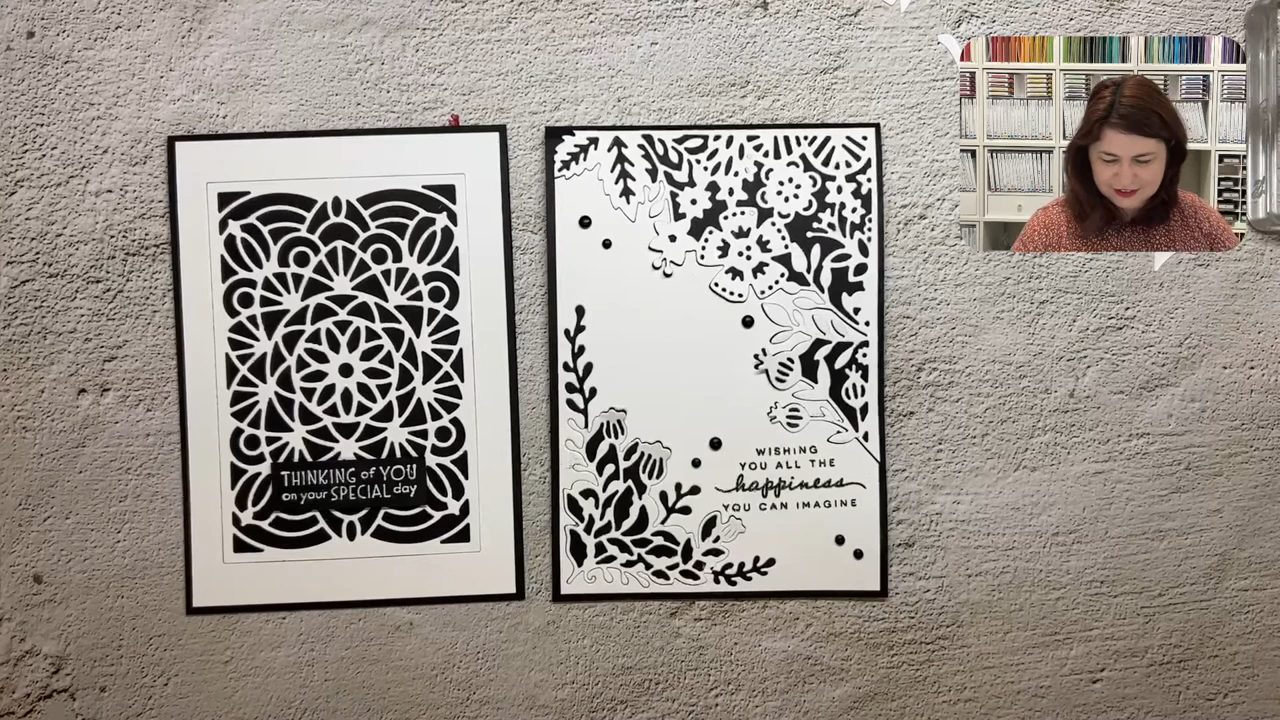 THINKING of YOU
on your SPECIAL day
WISHING
YOU ALL THE
happiness
YOU CAN IMAGINE